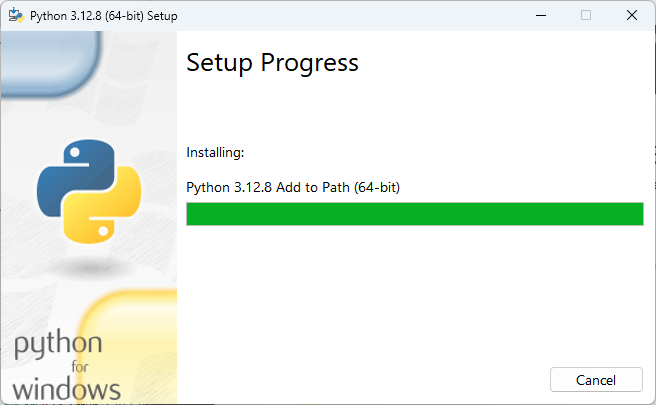 Python 3.12.8 (64-bit) Setup
Setup Progress
Installing:
Python 3.12.8 Add to Path (64-bit)
python
for
windows
Cancel